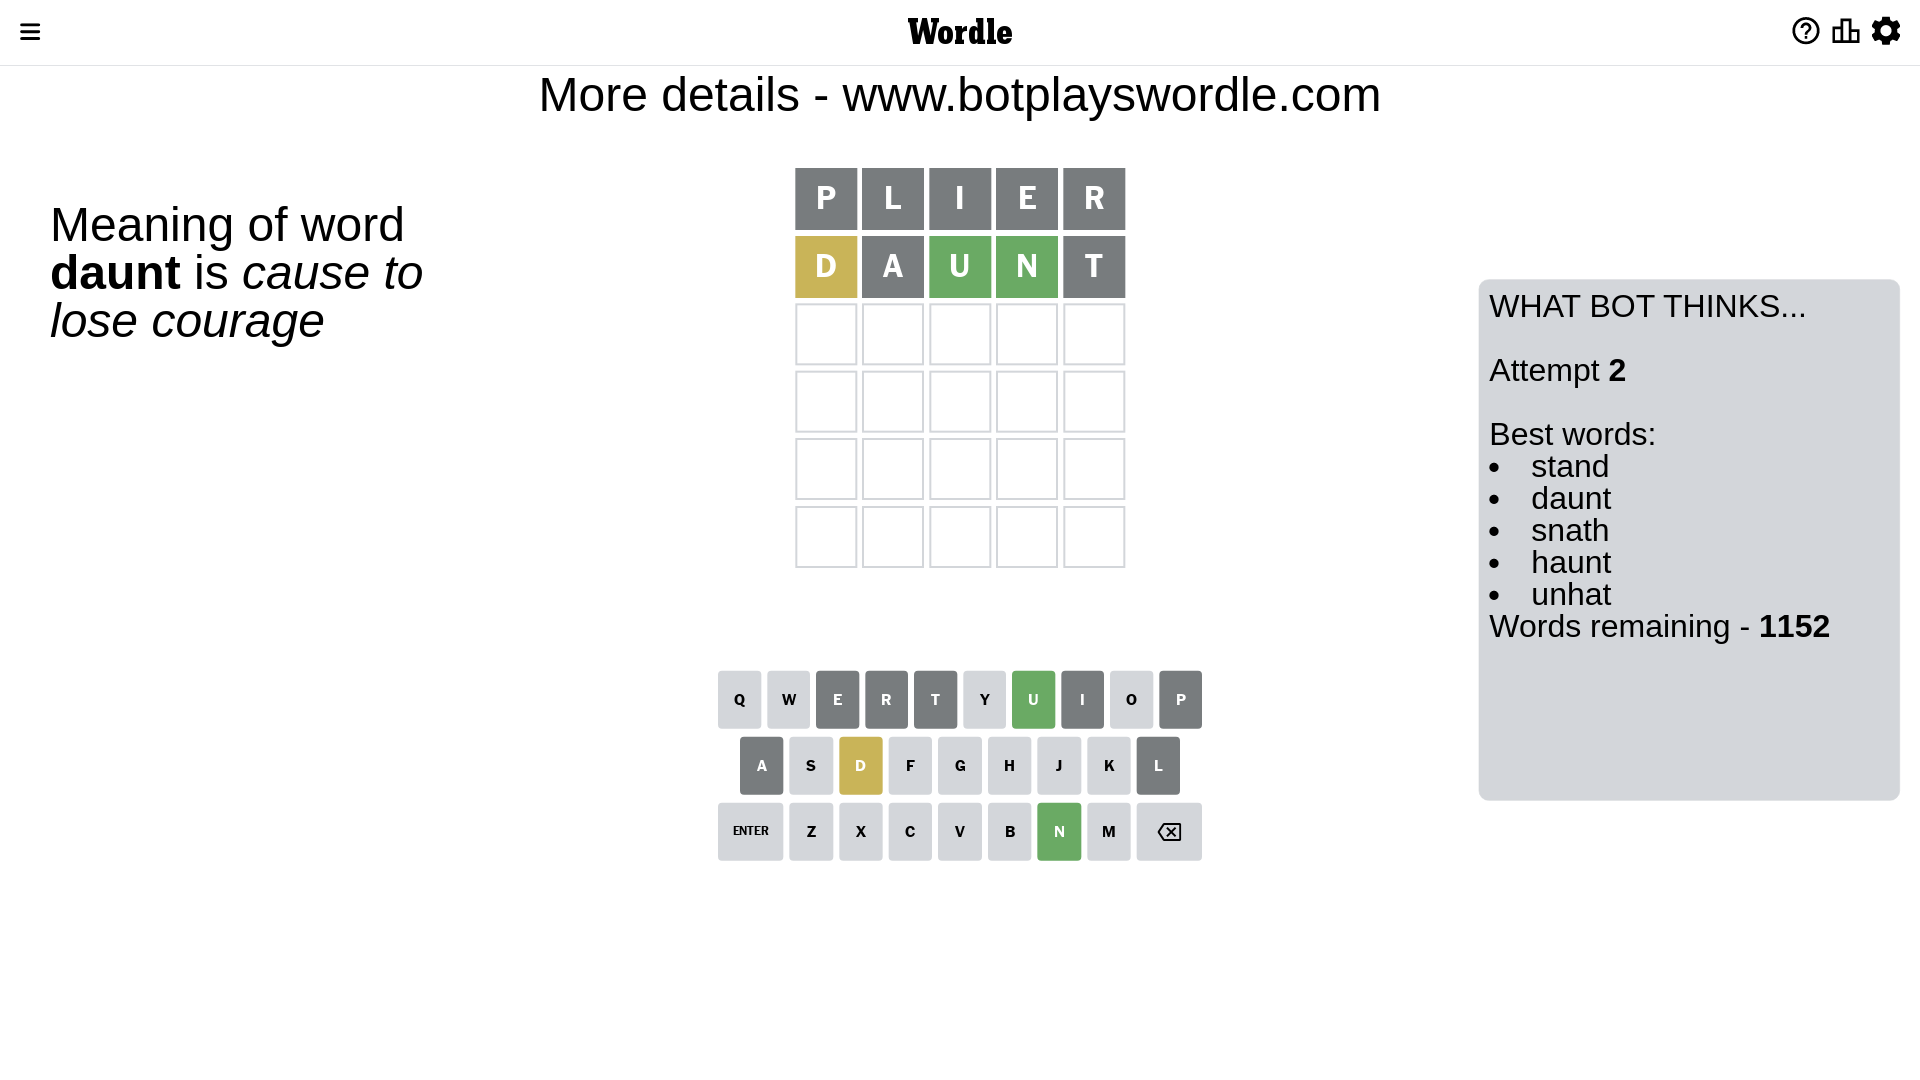 Wordle
More details - www.botplayswordle.com
Meaning of word
daunt is cause to
lose courage
P L I E R
D A U N T
WHAT BOT THINKS...
Attempt 2
Best words:
• stand
• daunt
• snath
• haunt
• unhat
Words remaining - 1152
Q W E R T Y U I O P
A S D F G H J K L
ENTER Z X C V B N M